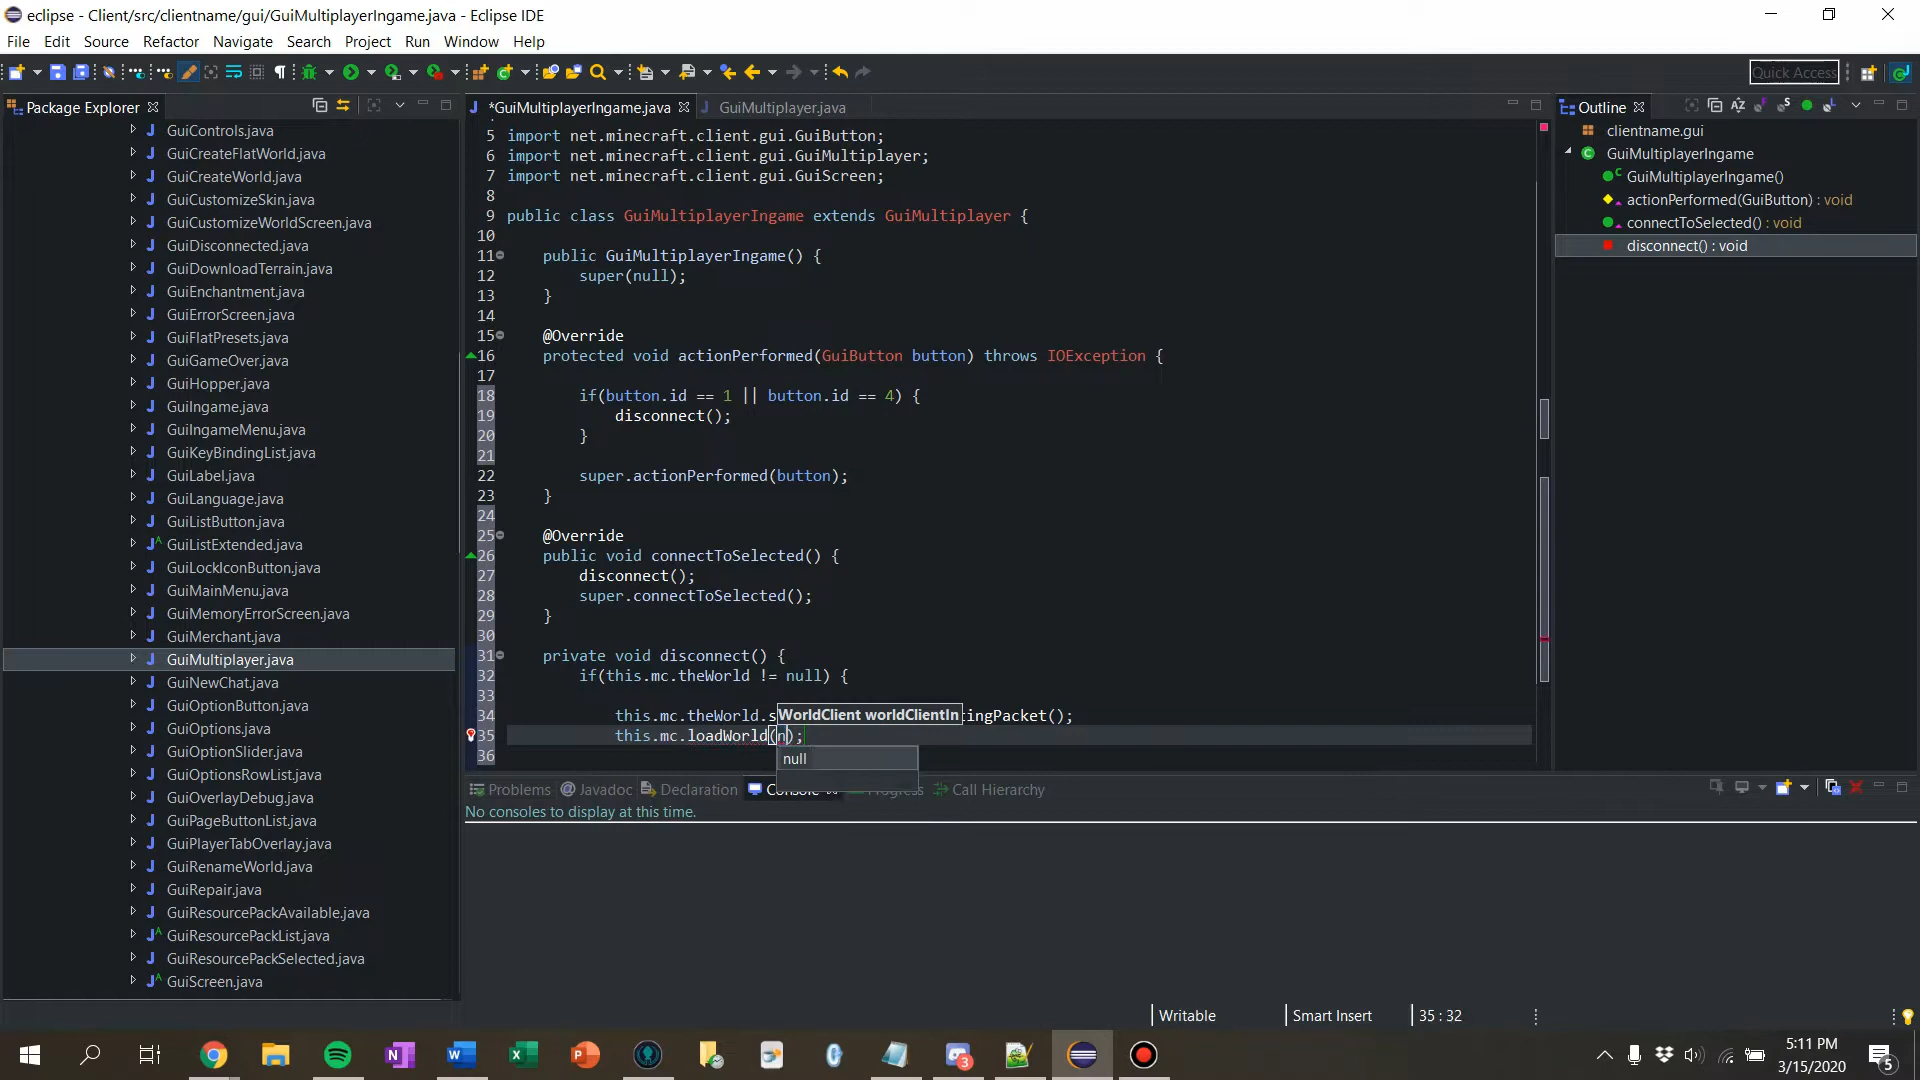 eclipse - Client/src/clientname/gui/GuiMultiplayerIngame.java - Eclipse IDE
File Edit Source Refactor Navigate Search Project Run Window Help
Quick Access
Package Explorer
GuiControls.java
GuiCreateFlatWorld.java
GuiCreateWorld.java
GuiCustomizeSkin.java
GuiCustomizeWorldScreen.java
GuiDisconnected.java
GuiDownloadTerrain.java
GuiEnchantment.java
GuiErrorScreen.java
GuiFlatPresets.java
GuiGameOver.java
GuiHopper.java
GuiIngame.java
GuiIngameMenu.java
GuiKeyBindingList.java
GuiLabel.java
GuiLanguage.java
GuiListButton.java
GuiListExtended.java
GuiLockIconButton.java
GuiMainMenu.java
GuiMemoryErrorScreen.java
GuiMerchant.java
GuiMultiplayer.java
GuiNewChat.java
GuiOptionButton.java
GuiOptions.java
GuiOptionSlider.java
GuiOptionsRowList.java
GuiOverlayDebug.java
GuiPageButtonList.java
GuiPlayerTabOverlay.java
GuiRenameWorld.java
GuiRepair.java
GuiResourcePackAvailable.java
GuiResourcePackList.java
GuiResourcePackSelected.java
GuiScreen.java
*GuiMultiplayerIngame.java GuiMultiplayer.java
5 import net.minecraft.client.gui.GuiButton;
6 import net.minecraft.client.gui.GuiMultiplayer;
7 import net.minecraft.client.gui.GuiScreen;
8
9 public class GuiMultiplayerIngame extends GuiMultiplayer {
10
11 public GuiMultiplayerIngame() {
12 super(null);
13 }
14
15 @Override
16 protected void actionPerformed(GuiButton button) throws IOException {
17
18 if(button.id == 1 || button.id == 4) {
19 disconnect();
20 }
21
22 super.actionPerformed(button);
23 }
24
25 @Override
26 public void connectToSelected() {
27 disconnect();
28 super.connectToSelected();
29 }
30
31 private void disconnect() {
32 if(this.mc.theWorld != null) {
33
34 this.mc.theWorld.s WorldClient worldClientIn tingPacket();
35 this.mc.loadWorld(n);
36 null
Problems Javadoc Declaration Console Progress Call Hierarchy
No consoles to display at this time.
Outline
clientname.gui
GuiMultiplayerIngame
GuiMultiplayerIngame()
actionPerformed(GuiButton) : void
connectToSelected() : void
disconnect() : void
Writable Smart Insert 35 : 32
3
5:11 PM
3/15/2020
5